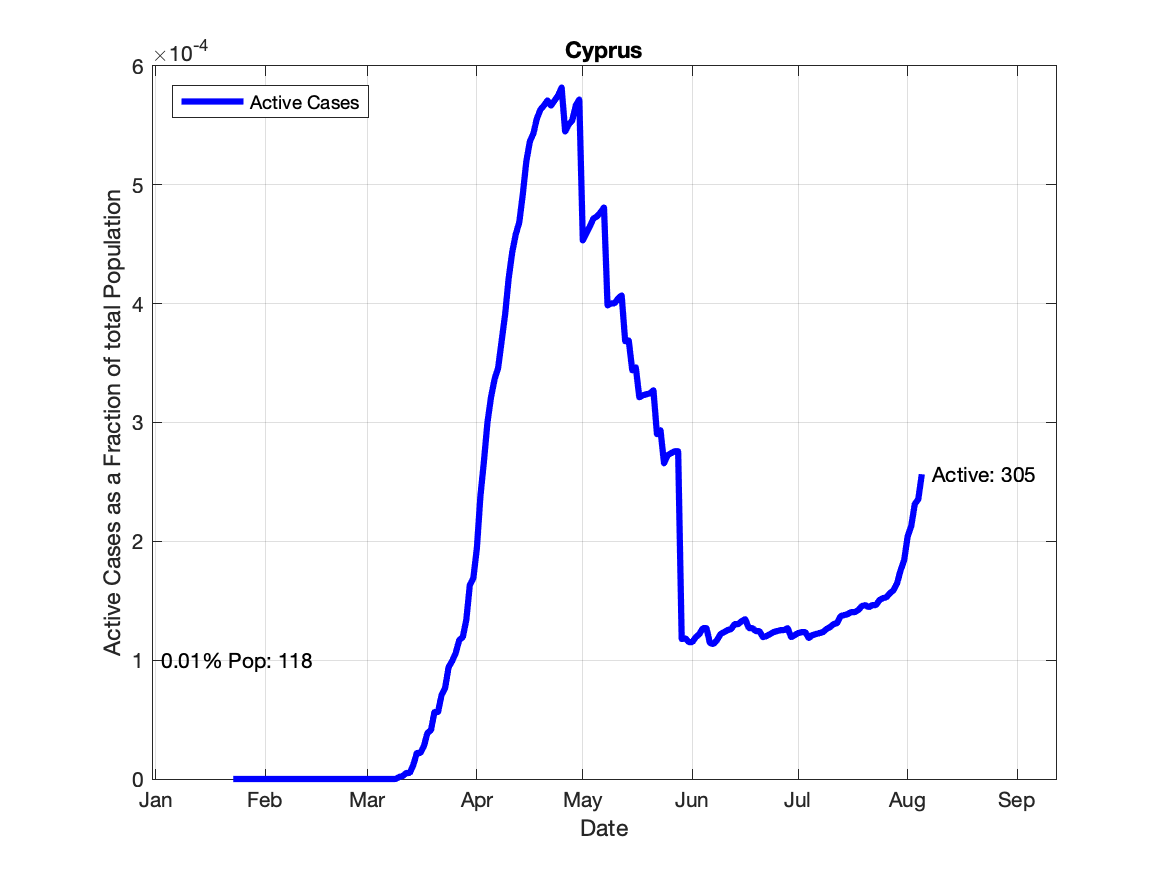 Cyprus
×10-4
Active Cases
6
5
4
3
2
1
0
Active Cases as a Fraction of total Population
0.01% Pop: 118
Active: 305
Jan Feb Mar Apr May Jun Jul Aug Sep
Date